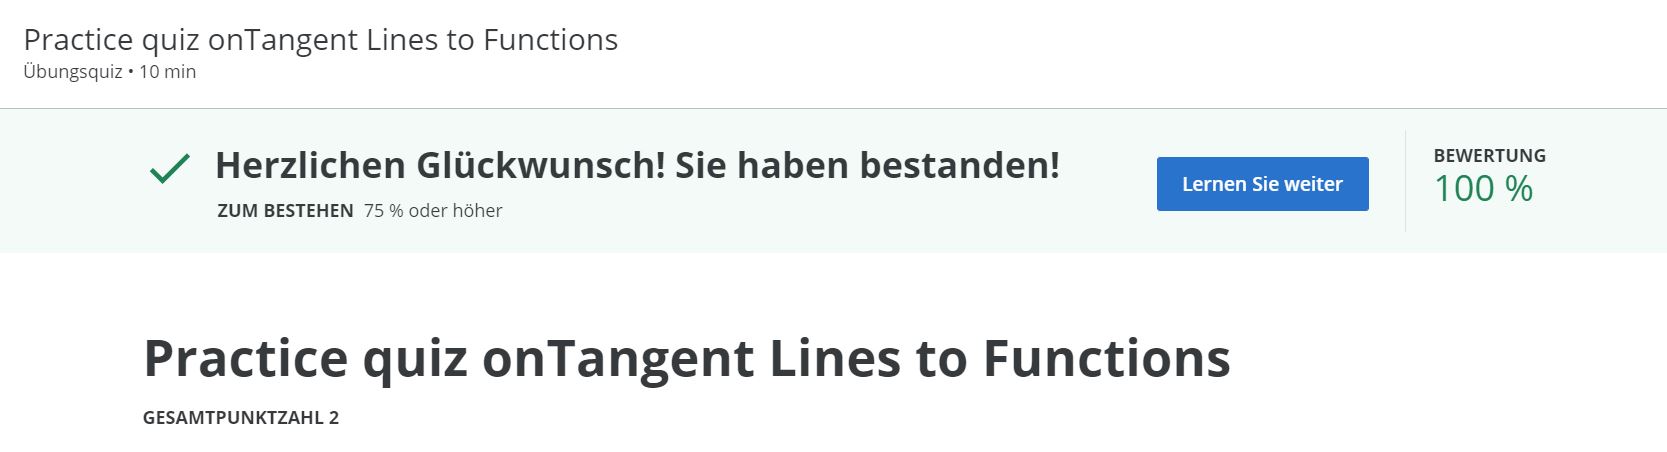 Practice quiz onTangent Lines to Functions
Übungsquiz • 10 min
Herzlichen Glückwunsch! Sie haben bestanden!
ZUM BESTEHEN 75 % oder höher
Lernen Sie weiter
BEWERTUNG
100 %
Practice quiz onTangent Lines to Functions
GESAMTPUNKTZAHL 2